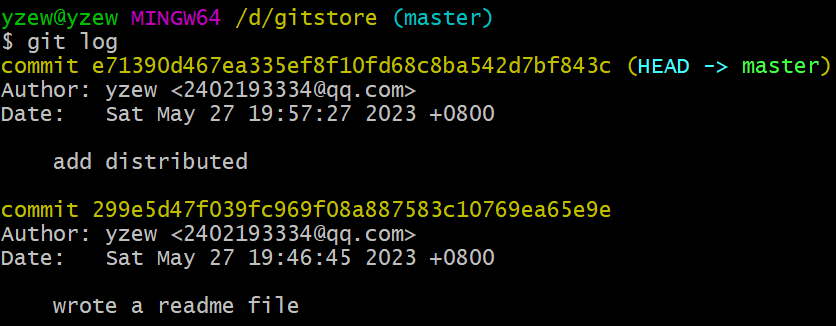 yzew@yzew MINGW64 /d/gitstore (master)
$ git log
commit e71390d467ea335ef8f10fd68c8ba542d7bf843c (HEAD -> master)
Author: yzew <2402193334@qq.com>
Date:   Sat May 27 19:57:27 2023 +0800

    add distributed

commit 299e5d47f039fc969f08a887583c10769ea65e9e
Author: yzew <2402193334@qq.com>
Date:   Sat May 27 19:46:45 2023 +0800

    wrote a readme file